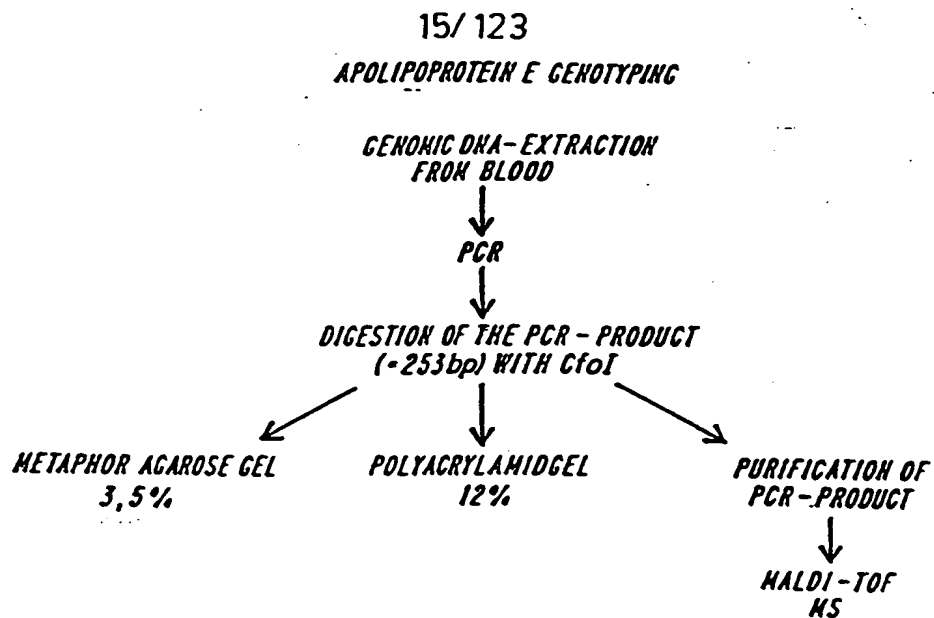 15/123
APOLIPOPROTEIN E GENOTYPING
GENOMIC DNA-EXTRACTION
FROM BLOOD
PCR
DIGESTION OF THE PCR-PRODUCT
(=253bp) WITH CfoI
METAPHOR AGAROSE GEL
3,5%
POLYACRYLAMIDGEL
12%
PURIFICATION OF
PCR-PRODUCT
MALDI-TOF
MS